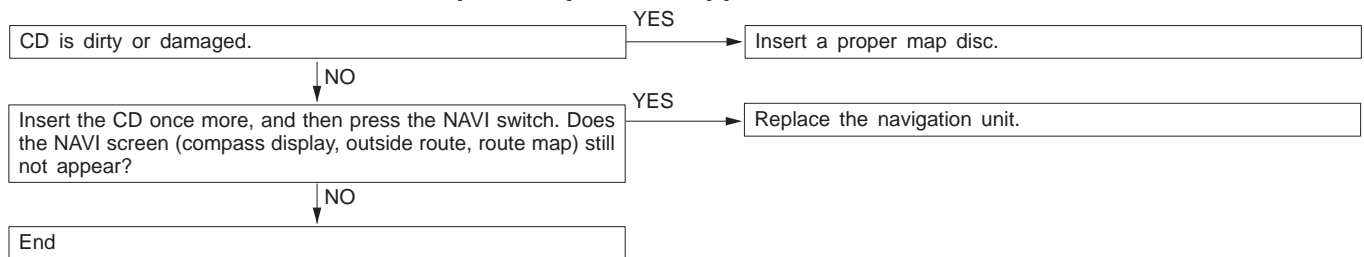 YES
CD is dirty or damaged.
Insert a proper map disc.
NO
YES
Insert the CD once more, and then press the NAVI switch. Does
the NAVI screen (compass display, outside route, route map) still
not appear?
Replace the navigation unit.
NO
End